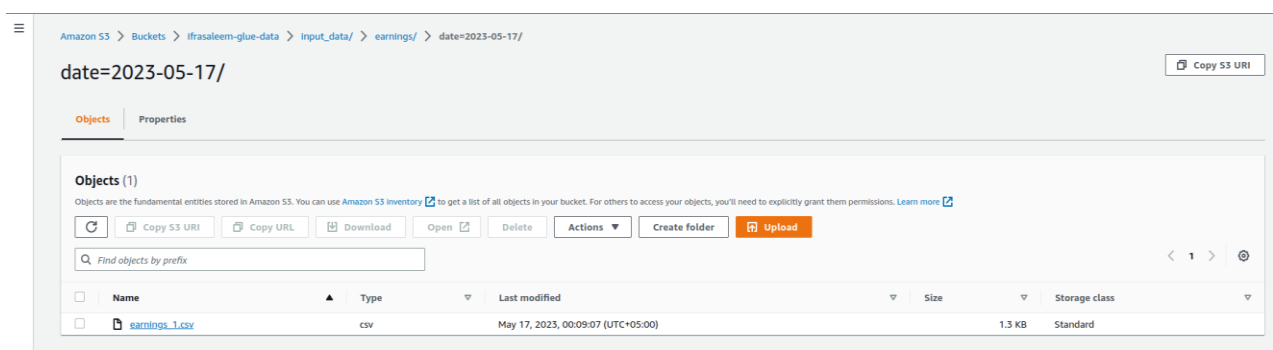 Amazon S3 > Buckets > ifrasaleem-glue-data > input_data/ > earnings/ > date=2023-05-17/
date=2023-05-17/
Copy S3 URI
Objects Properties
Objects (1)
Objects are the fundamental entities stored in Amazon S3. You can use Amazon S3 inventory to get a list of all objects in your bucket. For others to access your objects, you'll need to explicitly grant them permissions. Learn more
Copy S3 URI Copy URL Download Open Delete Actions Create folder Upload
Find objects by prefix
< 1 >
Name Type Last modified Size Storage class
earnings_1.csv csv May 17, 2023, 00:09:07 (UTC+05:00) 1.3 KB Standard